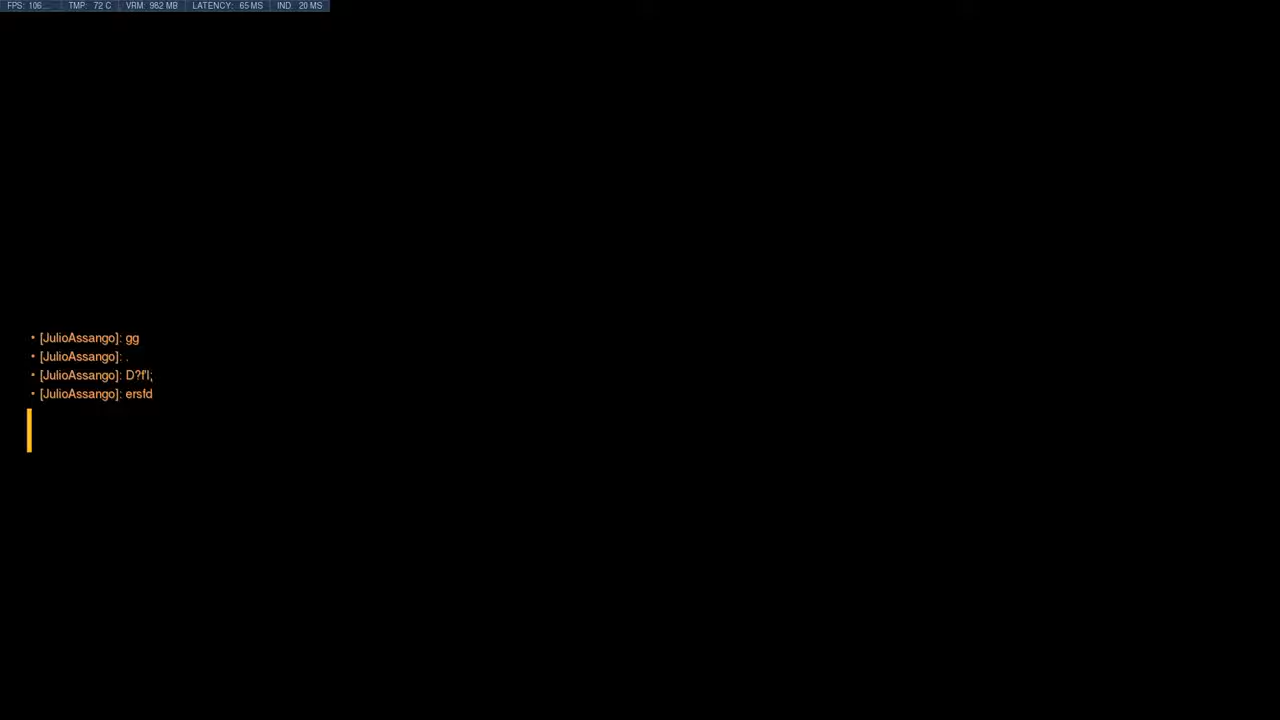 FPS: 106... TMP: 72 C VRM: 982 MB LATENCY: 65 MS IND: 20 MS
• [JulioAssango]: gg
• [JulioAssango]: .
• [JulioAssango]: D?f'l;
• [JulioAssango]: ersfd